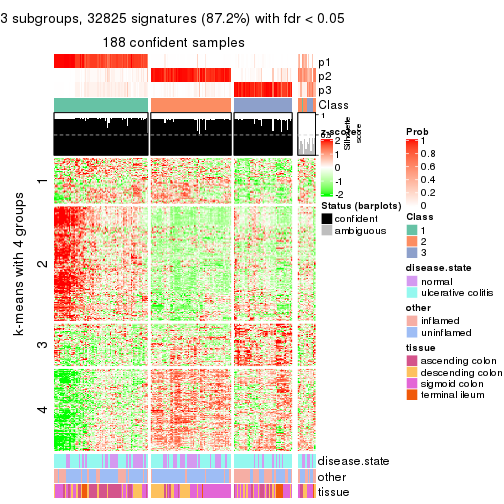 3 subgroups, 32825 signatures (87.2%) with fdr < 0.05
188 confident samples
p1
p2
p3
Class
1
0.5
0
Silhouette
score
k-means with 4 groups
1
2
3
4
z-score
2
1
0
-1
-2
Status (barplots)
confident
ambiguous
Prob
1
0.8
0.6
0.4
0.2
0
Class
1
2
3
disease.state
normal
ulcerative colitis
other
inflamed
uninflamed
tissue
ascending colon
descending colon
sigmoid colon
terminal ileum
disease.state
other
tissue